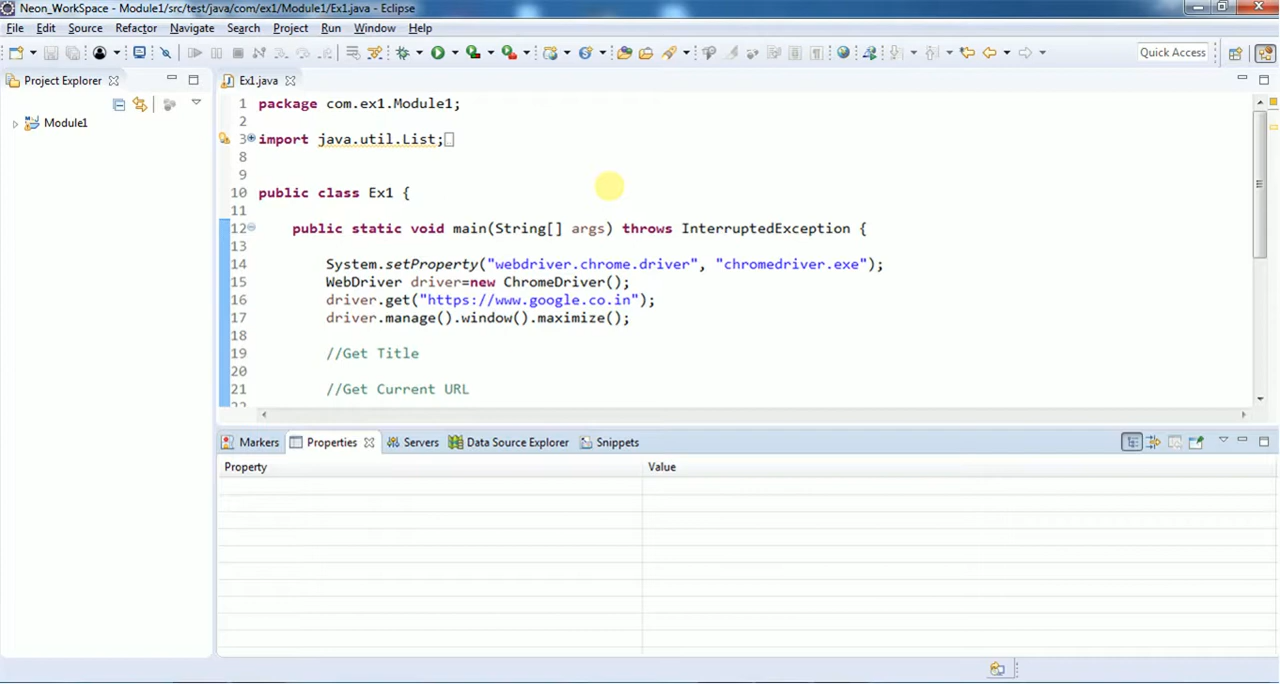 Neon_WorkSpace - Module1/src/test/java/com/ex1/Module1/Ex1.java - Eclipse
File Edit Source Refactor Navigate Search Project Run Window Help
Quick Access
Project Explorer
Module1
Ex1.java
1 package com.ex1.Module1;
2
3 import java.util.List;
8
9
10 public class Ex1 {
11
12 public static void main(String[] args) throws InterruptedException {
13
14 System.setProperty("webdriver.chrome.driver", "chromedriver.exe");
15 WebDriver driver=new ChromeDriver();
16 driver.get("https://www.google.co.in");
17 driver.manage().window().maximize();
18
19 //Get Title
20
21 //Get Current URL
22
Markers Properties Servers Data Source Explorer Snippets
Property Value